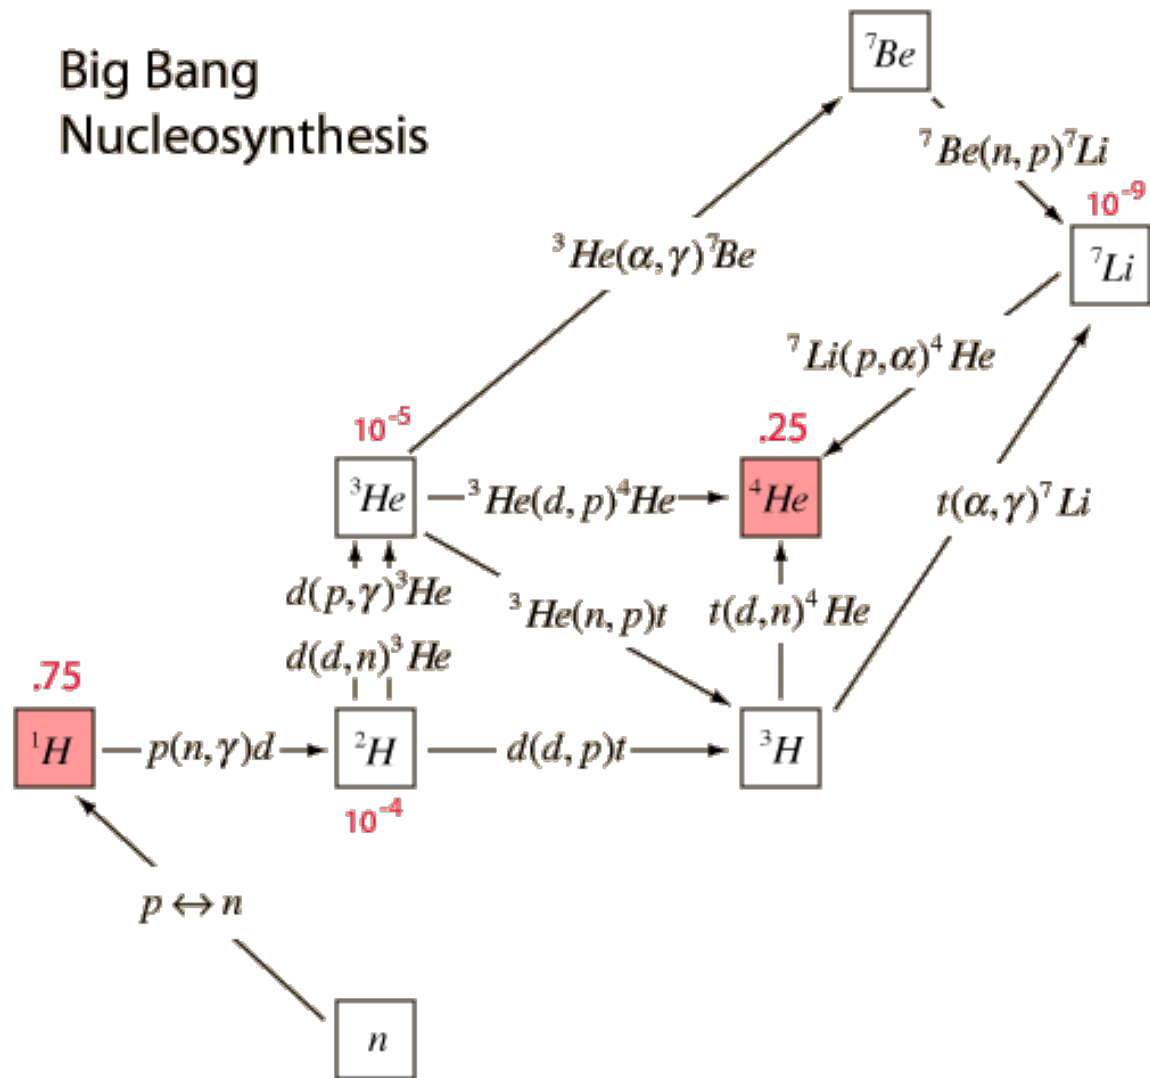 Big Bang
Nucleosynthesis
⁷Be
⁷Be(n, p)⁷Li
10⁻⁹
⁷Li
³He(α, γ)⁷Be
⁷Li(p, α)⁴He
10⁻⁵
.25
³He
³He(d, p)⁴He
⁴He
t(α, γ)⁷Li
d(p, γ)³He
³He(n, p)t
t(d, n)⁴He
d(d, n)³He
.75
¹H
p(n, γ)d
²H
d(d, p)t
³H
10⁻⁴
p ↔ n
n